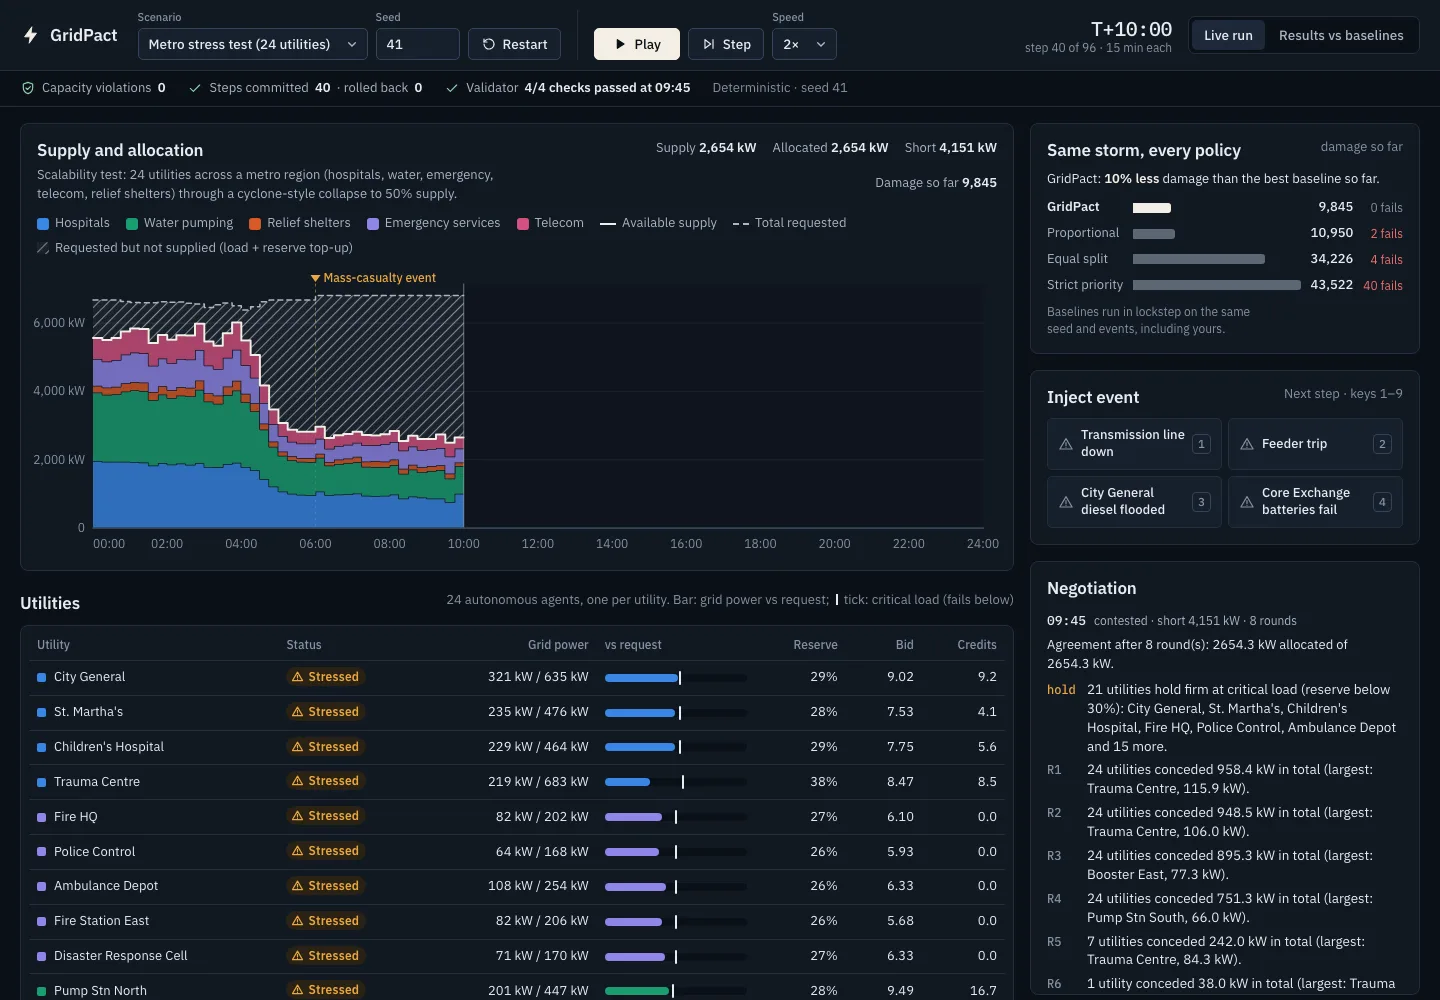 GridPact
Scenario
Metro stress test (24 utilities)
Seed
41
Restart
Play
Step
Speed
2×
T+10:00
step 40 of 96 · 15 min each
Live run
Results vs baselines
Capacity violations 0
Steps committed 40 · rolled back 0
Validator 4/4 checks passed at 09:45
Deterministic · seed 41
Supply and allocation
Supply 2,654 kW Allocated 2,654 kW Short 4,151 kW
Scalability test: 24 utilities across a metro region (hospitals, water, emergency,
telecom, relief shelters) through a cyclone-style collapse to 50% supply.
Damage so far 9,845
Hospitals Water pumping Relief shelters Emergency services Telecom Available supply Total requested
Requested but not supplied (load + reserve top-up)
Mass-casualty event
6,000 kW
4,000 kW
2,000 kW
0
00:00 02:00 04:00 06:00 08:00 10:00 12:00 14:00 16:00 18:00 20:00 22:00 24:00
Utilities
24 autonomous agents, one per utility. Bar: grid power vs request; tick: critical load (fails below)
Utility Status Grid power vs request Reserve Bid Credits
City General Stressed 321 kW / 635 kW 29% 9.02 9.2
St. Martha's Stressed 235 kW / 476 kW 28% 7.53 4.1
Children's Hospital Stressed 229 kW / 464 kW 29% 7.75 5.6
Trauma Centre Stressed 219 kW / 683 kW 38% 8.47 8.5
Fire HQ Stressed 82 kW / 202 kW 27% 6.10 0.0
Police Control Stressed 64 kW / 168 kW 26% 5.93 0.0
Ambulance Depot Stressed 108 kW / 254 kW 26% 6.33 0.0
Fire Station East Stressed 82 kW / 206 kW 26% 5.68 0.0
Disaster Response Cell Stressed 71 kW / 170 kW 27% 6.33 0.0
Pump Stn North Stressed 201 kW / 447 kW 28% 9.49 16.7
Same storm, every policy
damage so far
GridPact: 10% less damage than the best baseline so far.
GridPact 9,845 0 fails
Proportional 10,950 2 fails
Equal split 34,226 4 fails
Strict priority 43,522 40 fails
Baselines run in lockstep on the same
seed and events, including yours.
Inject event
Next step · keys 1–9
Transmission line
down
1
Feeder trip
2
City General
diesel flooded
3
Core Exchange
batteries fail
4
Negotiation
09:45 contested · short 4,151 kW · 8 rounds
Agreement after 8 round(s): 2654.3 kW allocated of
2654.3 kW.
hold 21 utilities hold firm at critical load (reserve below
30%): City General, St. Martha's, Children's
Hospital, Fire HQ, Police Control, Ambulance Depot
and 15 more.
R1 24 utilities conceded 958.4 kW in total (largest:
Trauma Centre, 115.9 kW).
R2 24 utilities conceded 948.5 kW in total (largest:
Trauma Centre, 106.0 kW).
R3 24 utilities conceded 895.3 kW in total (largest:
Booster East, 77.3 kW).
R4 24 utilities conceded 751.3 kW in total (largest:
Pump Stn South, 66.0 kW).
R5 7 utilities conceded 242.0 kW in total (largest:
Trauma Centre, 84.3 kW).
R6 1 utility conceded 38.0 kW in total (largest: Trauma